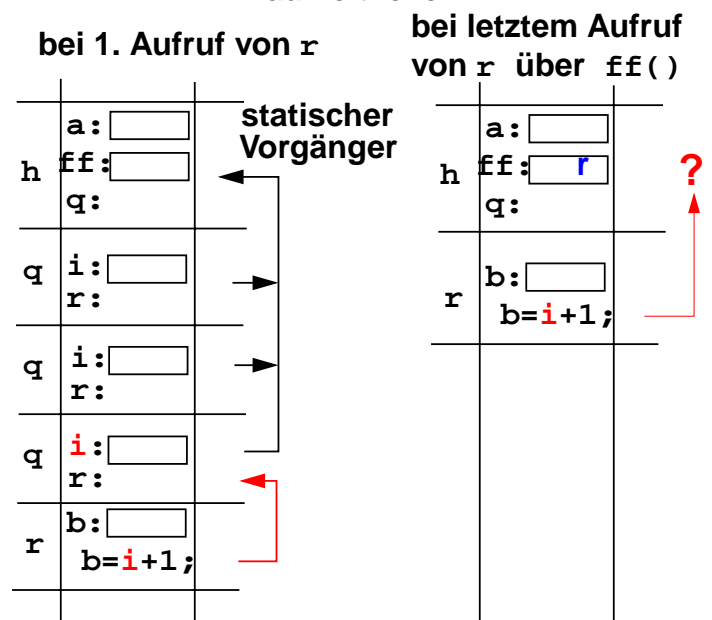 bei 1. Aufruf von r
a:
ff:
h
q:
statischer
Vorgänger
q
i:
r:
q
i:
r:
q
i:
r:
r
b:
b=i+1;
bei letztem Aufruf
von r über ff()
a:
ff: r
h
q:
?
b:
r
b=i+1;